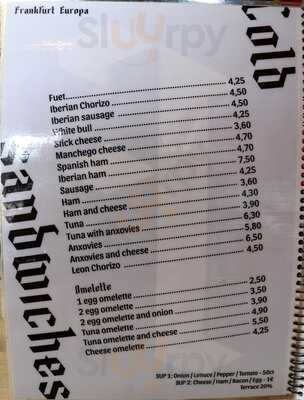 Frankfurt Europa
Sluurpy
Cold
Sandwiches
Fuet 4,25
Iberian Chorizo 4,50
Iberian sausage 4,50
White bull 4,25
Stick cheese 3,60
Manchego cheese 4,70
Spanish ham 4,70
Iberian ham 7,50
Sausage 4,25
Ham 3,60
Ham and cheese 4,30
Tuna 3,90
Tuna with anxovies 6,30
Anxovies 5,80
Anxovies and cheese 6,50
Leon Chorizo 4,50
Omelette
1 egg omelette 2,50
2 egg omelette 3,50
2 egg omelette and onion 3,90
Tuna omelette 4,90
Tuna omelette and cheese 5,50
Cheese omelette 4,25
SUP 1: Onion / Letuce / Pepper / Tomato - 50ct
SUP 2: Cheese / Ham / Bacon / Egg - 1€
Terrace 20%